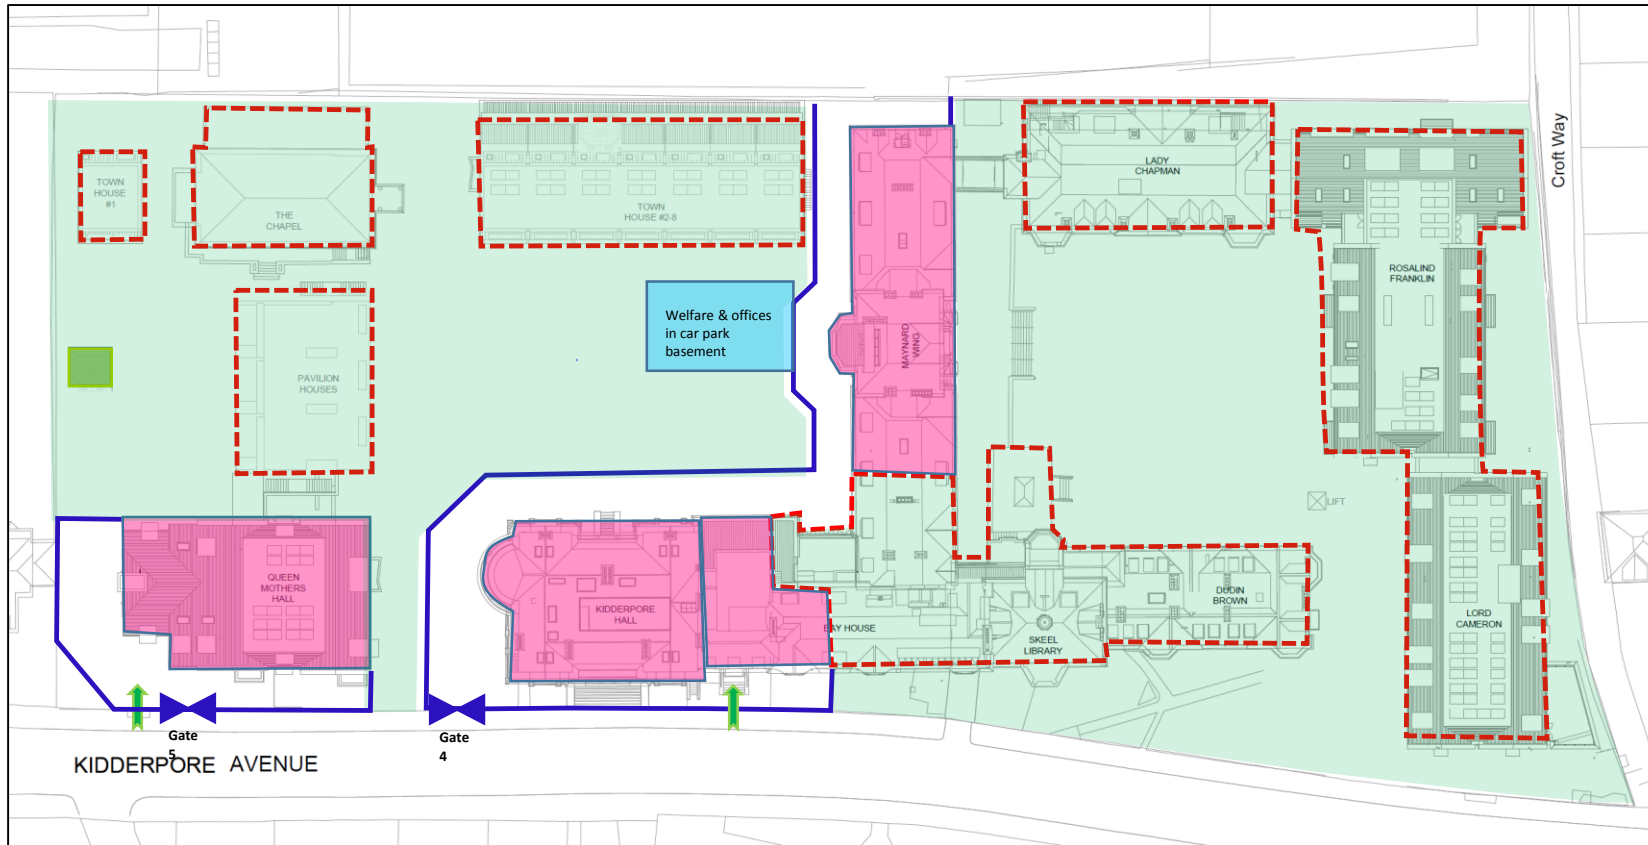 TOWN
HOUSE
#1
THE
CHAPEL
TOWN
HOUSE #2-8
LADY
CHAPMAN
Croft Way
ROSALIND
FRANKLIN
Welfare & offices
in car park
basement
MAYNARD
WING
PAVILION
HOUSES
LIFT
QUEEN
MOTHERS
HALL
KIDDERPORE
HALL
BAY HOUSE
SKEEL
LIBRARY
DUDIN
BROWN
LORD
CAMERON
Gate
5
Gate
4
KIDDERPORE AVENUE